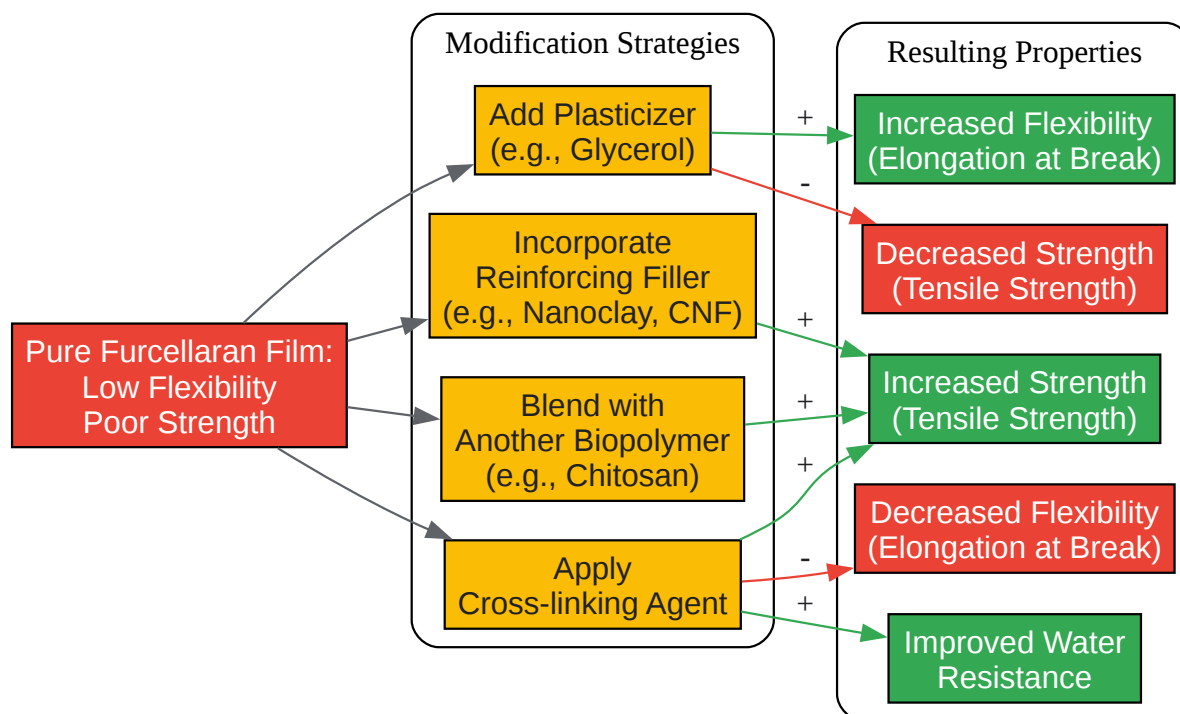 Modification Strategies
Resulting Properties
Pure Furcellaran Film:
Low Flexibility
Poor Strength
Add Plasticizer
(e.g., Glycerol)
Incorporate
Reinforcing Filler
(e.g., Nanoclay, CNF)
Blend with
Another Biopolymer
(e.g., Chitosan)
Apply
Cross-linking Agent
+
-
+
+
+
-
+
Increased Flexibility
(Elongation at Break)
Decreased Strength
(Tensile Strength)
Increased Strength
(Tensile Strength)
Decreased Flexibility
(Elongation at Break)
Improved Water
Resistance